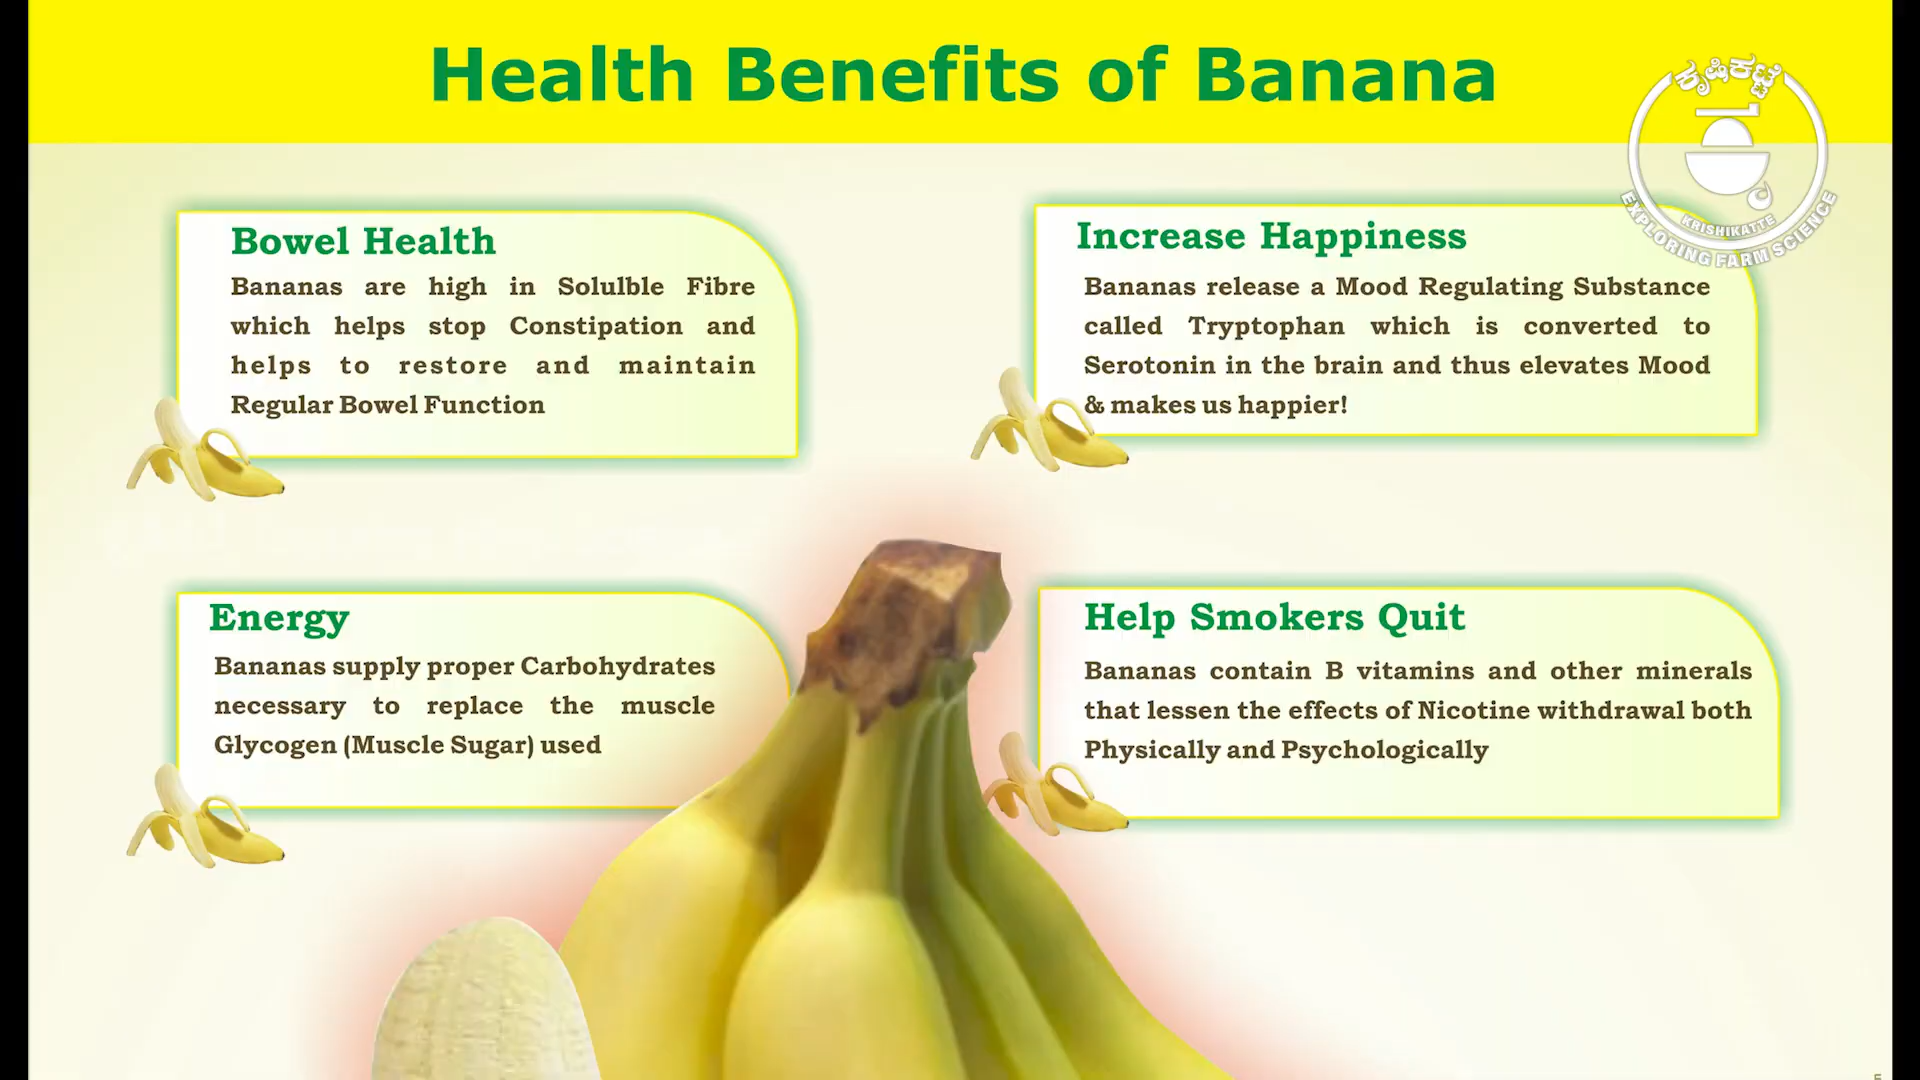 Health Benefits of Banana
ಕೃಷಿಕಟ್ಟೆ
KRISHIKATTE
EXPLORING FARM SCIENCE
Bowel Health
Bananas are high in Solulble Fibre
which helps stop Constipation and
helps to restore and maintain
Regular Bowel Function
Increase Happiness
Bananas release a Mood Regulating Substance
called Tryptophan which is converted to
Serotonin in the brain and thus elevates Mood
& makes us happier!
Energy
Bananas supply proper Carbohydrates
necessary to replace the muscle
Glycogen (Muscle Sugar) used
Help Smokers Quit
Bananas contain B vitamins and other minerals
that lessen the effects of Nicotine withdrawal both
Physically and Psychologically